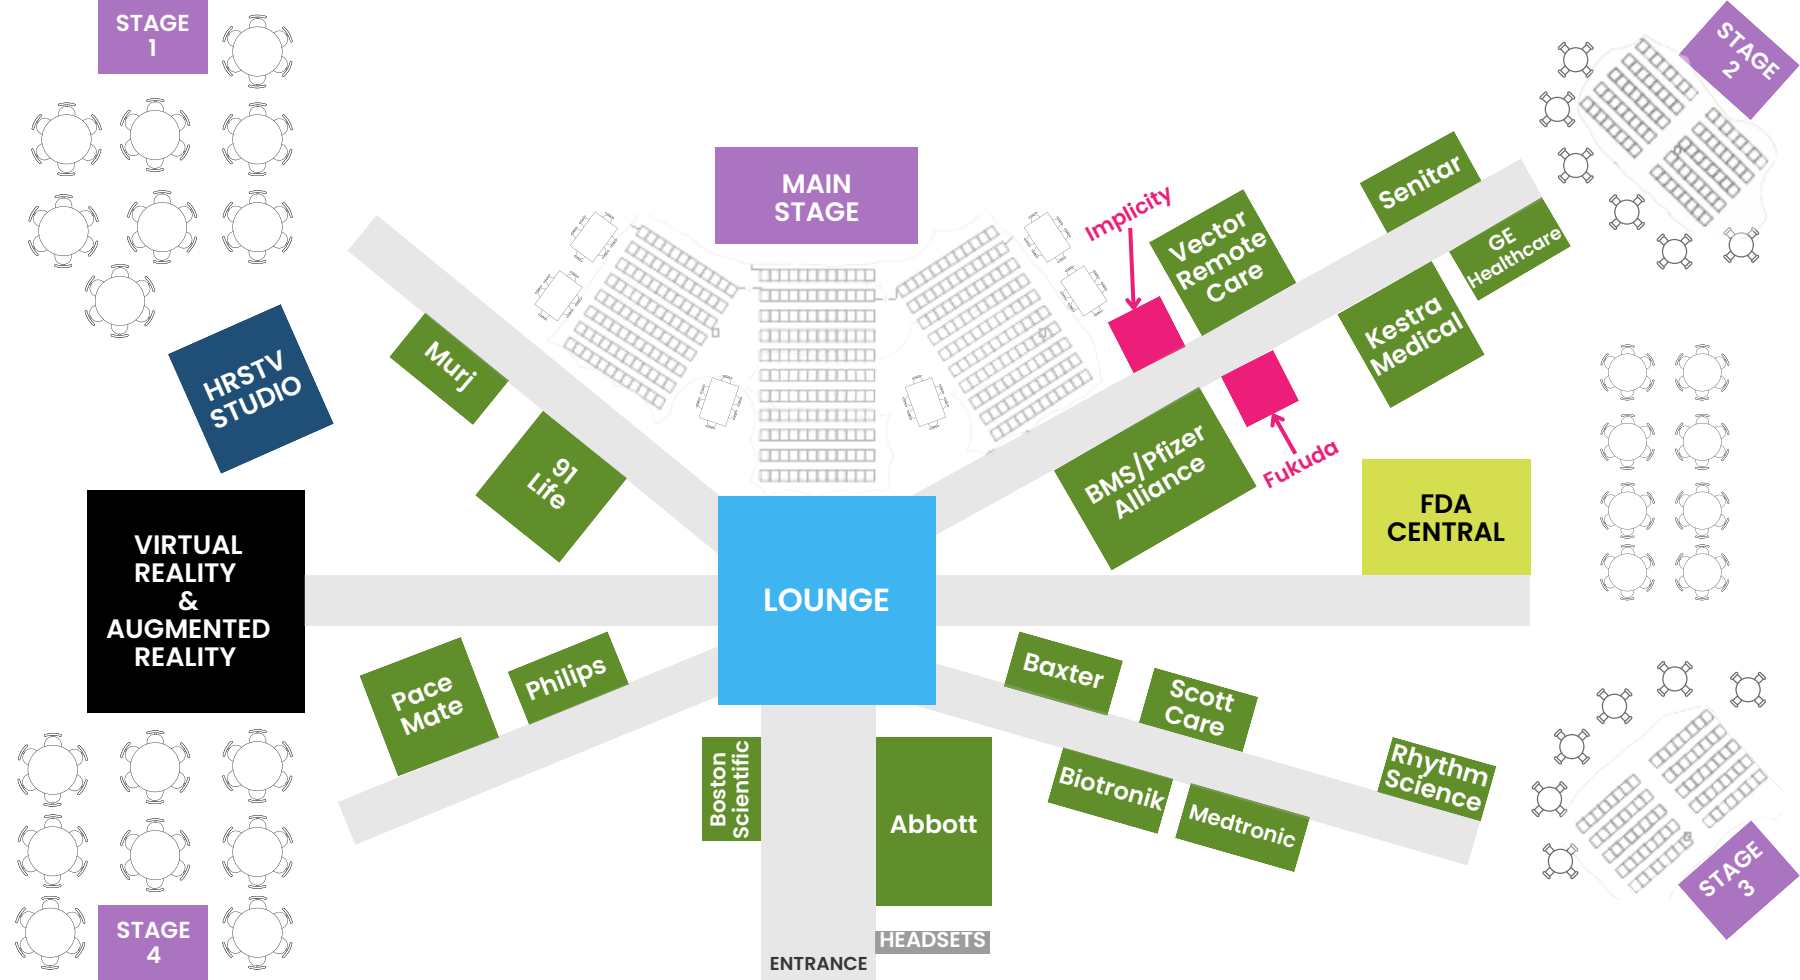 STAGE
1
STAGE
2
MAIN
STAGE
Implicity
Vector
Remote
Care
Senitar
GE
Healthcare
Kestra
Medical
Murj
HRSTV
STUDIO
91
Life
BMS/Pfizer
Alliance
Fukuda
FDA
CENTRAL
VIRTUAL
REALITY
&
AUGMENTED
REALITY
LOUNGE
Pace
Mate
Philips
Baxter
Scott
Care
Boston
Scientific
Abbott
Biotronik
Medtronic
Rhythm
Science
STAGE
3
STAGE
4
HEADSETS
ENTRANCE